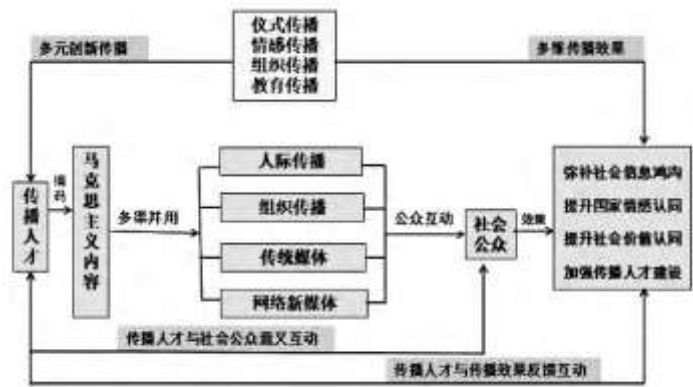 仪式传播
情感传播
组织传播
教育传播
多元创新传播
多维传播效果
传播人才
编码
马克思主义内容
多渠并用
人际传播
组织传播
传统媒体
网络新媒体
公众互动
社会
公众
效果
弥补社会信息鸿沟
提升国家情感认同
提升社会价值认同
加强传播人才建设
传播人才与社会公众意义互动
传播人才与传播效果反馈互动